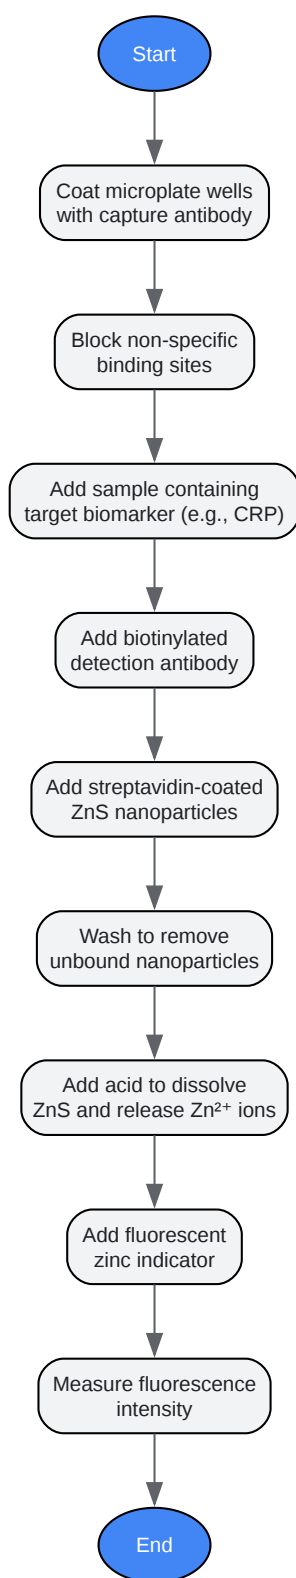 Start
Coat microplate wells
with capture antibody
Block non-specific
binding sites
Add sample containing
target biomarker (e.g., CRP)
Add biotinylated
detection antibody
Add streptavidin-coated
ZnS nanoparticles
Wash to remove
unbound nanoparticles
Add acid to dissolve
ZnS and release Zn²⁺ ions
Add fluorescent
zinc indicator
Measure fluorescence
intensity
End